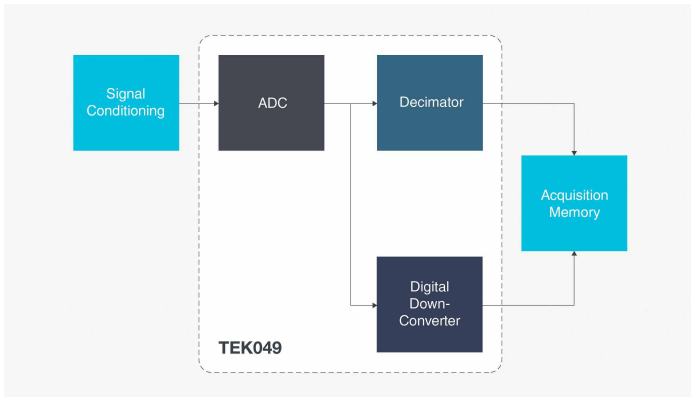 Signal
Conditioning
ADC
Decimator
Acquisition
Memory
Digital
Down-
Converter
TEK049